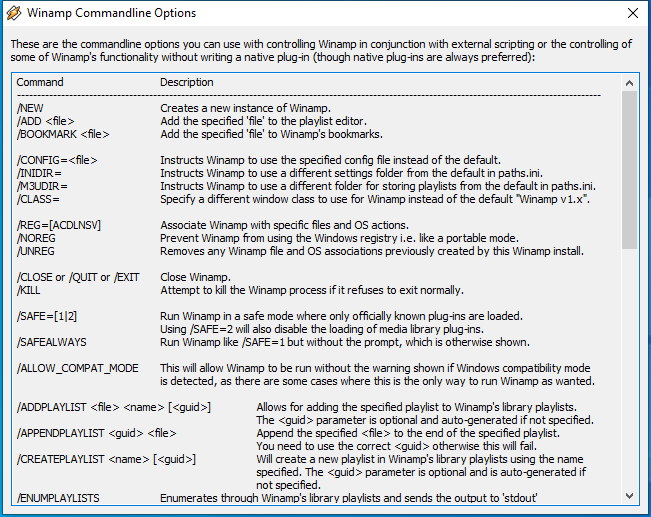 Winamp Commandline Options
These are the commandline options you can use with controlling Winamp in conjunction with external scripting or the controlling of
some of Winamp's functionality without writing a native plug-in (though native plug-ins are always preferred):
Command Description
/NEW Creates a new instance of Winamp.
/ADD <file> Add the specified 'file' to the playlist editor.
/BOOKMARK <file> Add the specified 'file' to Winamp's bookmarks.
/CONFIG=<file> Instructs Winamp to use the specified config file instead of the default.
/INIDIR= Instructs Winamp to use a different settings folder from the default in paths.ini.
/M3UDIR= Instructs Winamp to use a different folder for storing playlists from the default in paths.ini.
/CLASS= Specify a different window class to use for Winamp instead of the default "Winamp v1.x".
/REG=[ACDLNSV] Associate Winamp with specific files and OS actions.
/NOREG Prevent Winamp from using the Windows registry i.e. like a portable mode.
/UNREG Removes any Winamp file and OS associations previously created by this Winamp install.
/CLOSE or /QUIT or /EXIT Close Winamp.
/KILL Attempt to kill the Winamp process if it refuses to exit normally.
/SAFE=[1|2] Run Winamp in a safe mode where only officially known plug-ins are loaded.
Using /SAFE=2 will also disable the loading of media library plug-ins.
/SAFEALWAYS Run Winamp like /SAFE=1 but without the prompt, which is otherwise shown.
/ALLOW_COMPAT_MODE This will allow Winamp to be run without the warning shown if Windows compatibility mode
is detected, as there are some cases where this is the only way to run Winamp as wanted.
/ADDPLAYLIST <file> <name> [<guid>] Allows for adding the specified playlist to Winamp's library playlists.
The <guid> parameter is optional and auto-generated if not specified.
/APPENDPLAYLIST <guid> <file> Append the specified <file> to the end of the specified playlist.
You need to use the correct <guid> otherwise this will fail.
/CREATEPLAYLIST <name> [<guid>] Will create a new playlist in Winamp's library playlists using the name
specified. The <guid> parameter is optional and is auto-generated if
not specified.
/ENUMPLAYLISTS Enumerates through Winamp's library playlists and sends the output to 'stdout'